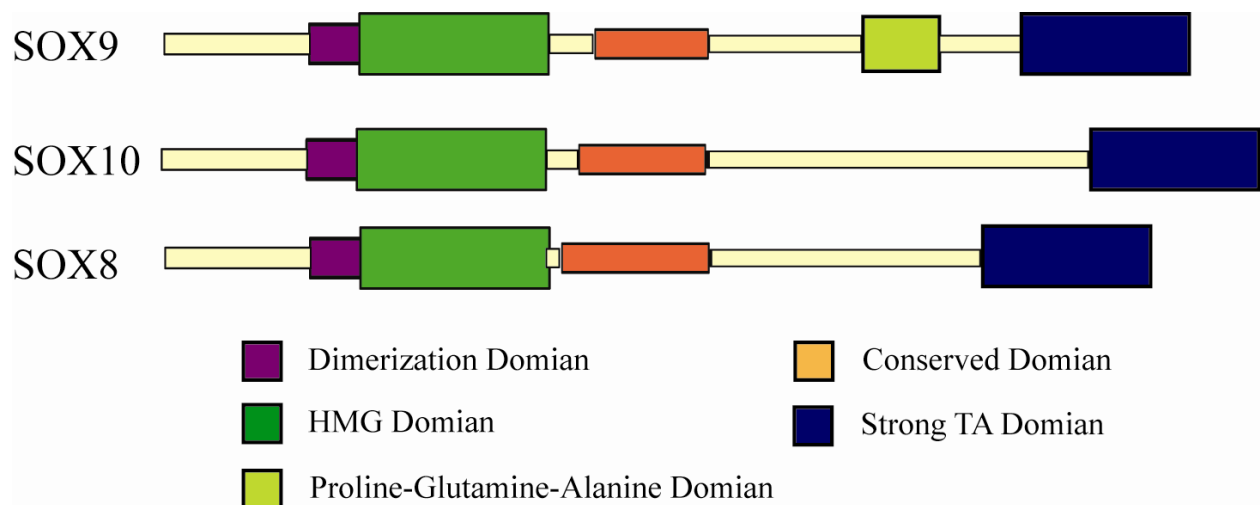 SOX9
SOX10
SOX8
Dimerization Domian
HMG Domian
Proline-Glutamine-Alanine Domian
Conserved Domian
Strong TA Domian